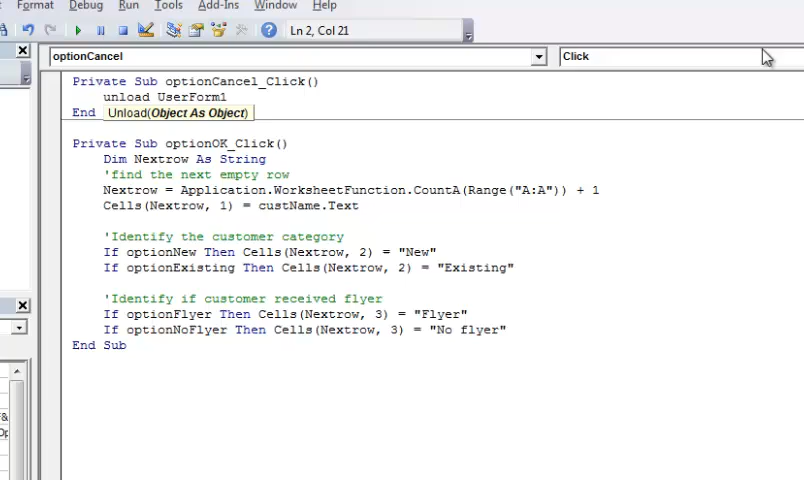 Format Debug Run Tools Add-Ins Window Help
Ln 2, Col 21
optionCancel Click
Private Sub optionCancel_Click()
unload UserForm1
End Unload(Object As Object)
Private Sub optionOK_Click()
Dim Nextrow As String
'find the next empty row
Nextrow = Application.WorksheetFunction.CountA(Range("A:A")) + 1
Cells(Nextrow, 1) = custName.Text
'Identify the customer category
If optionNew Then Cells(Nextrow, 2) = "New"
If optionExisting Then Cells(Nextrow, 2) = "Existing"
'Identify if customer received flyer
If optionFlyer Then Cells(Nextrow, 3) = "Flyer"
If optionNoFlyer Then Cells(Nextrow, 3) = "No flyer"
End Sub